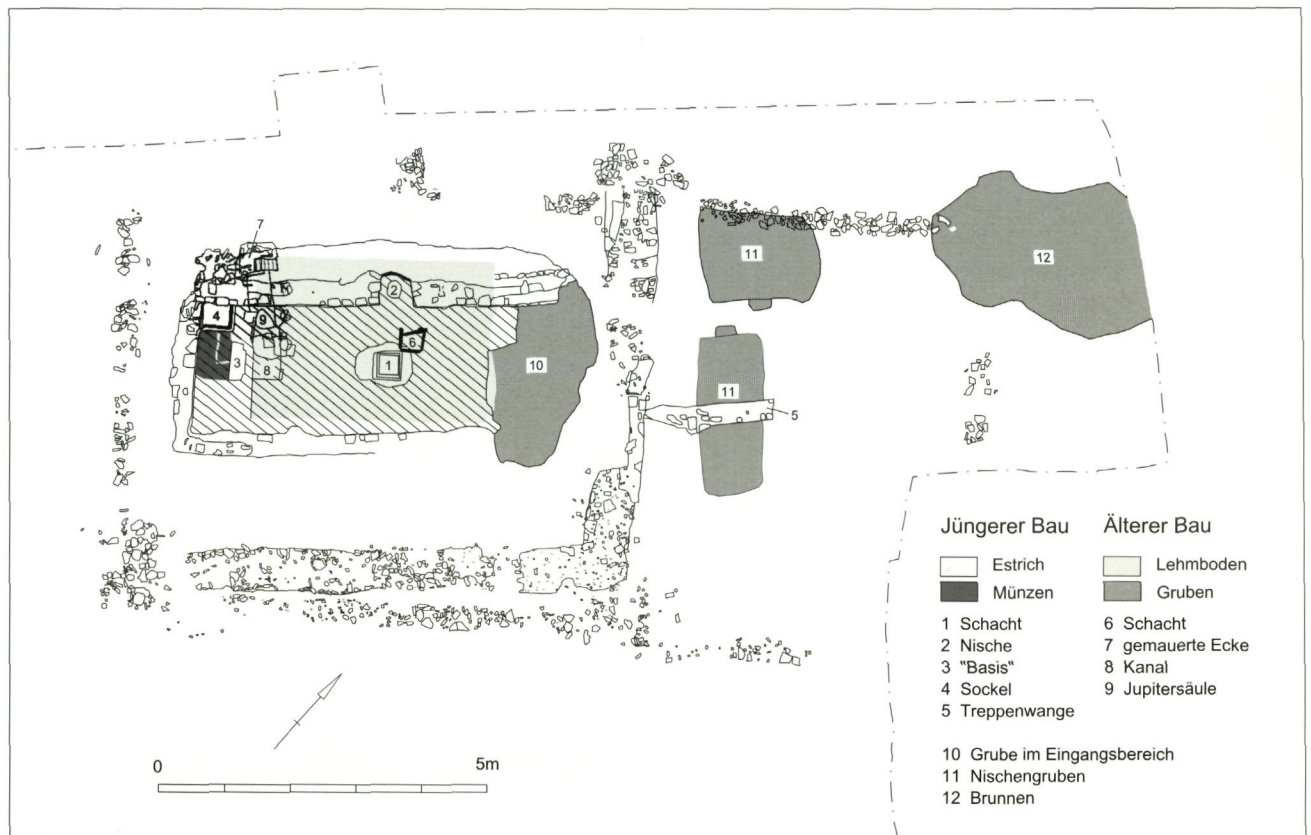 7
11
12
4
9
2
6
3
8
1
10
11
5
0 5m
Jüngerer Bau
Estrich
Münzen
1 Schacht
2 Nische
3 "Basis"
4 Sockel
5 Treppenwange
Älterer Bau
Lehmboden
Gruben
6 Schacht
7 gemauerte Ecke
8 Kanal
9 Jupitersäule
10 Grube im Eingangsbereich
11 Nischengruben
12 Brunnen